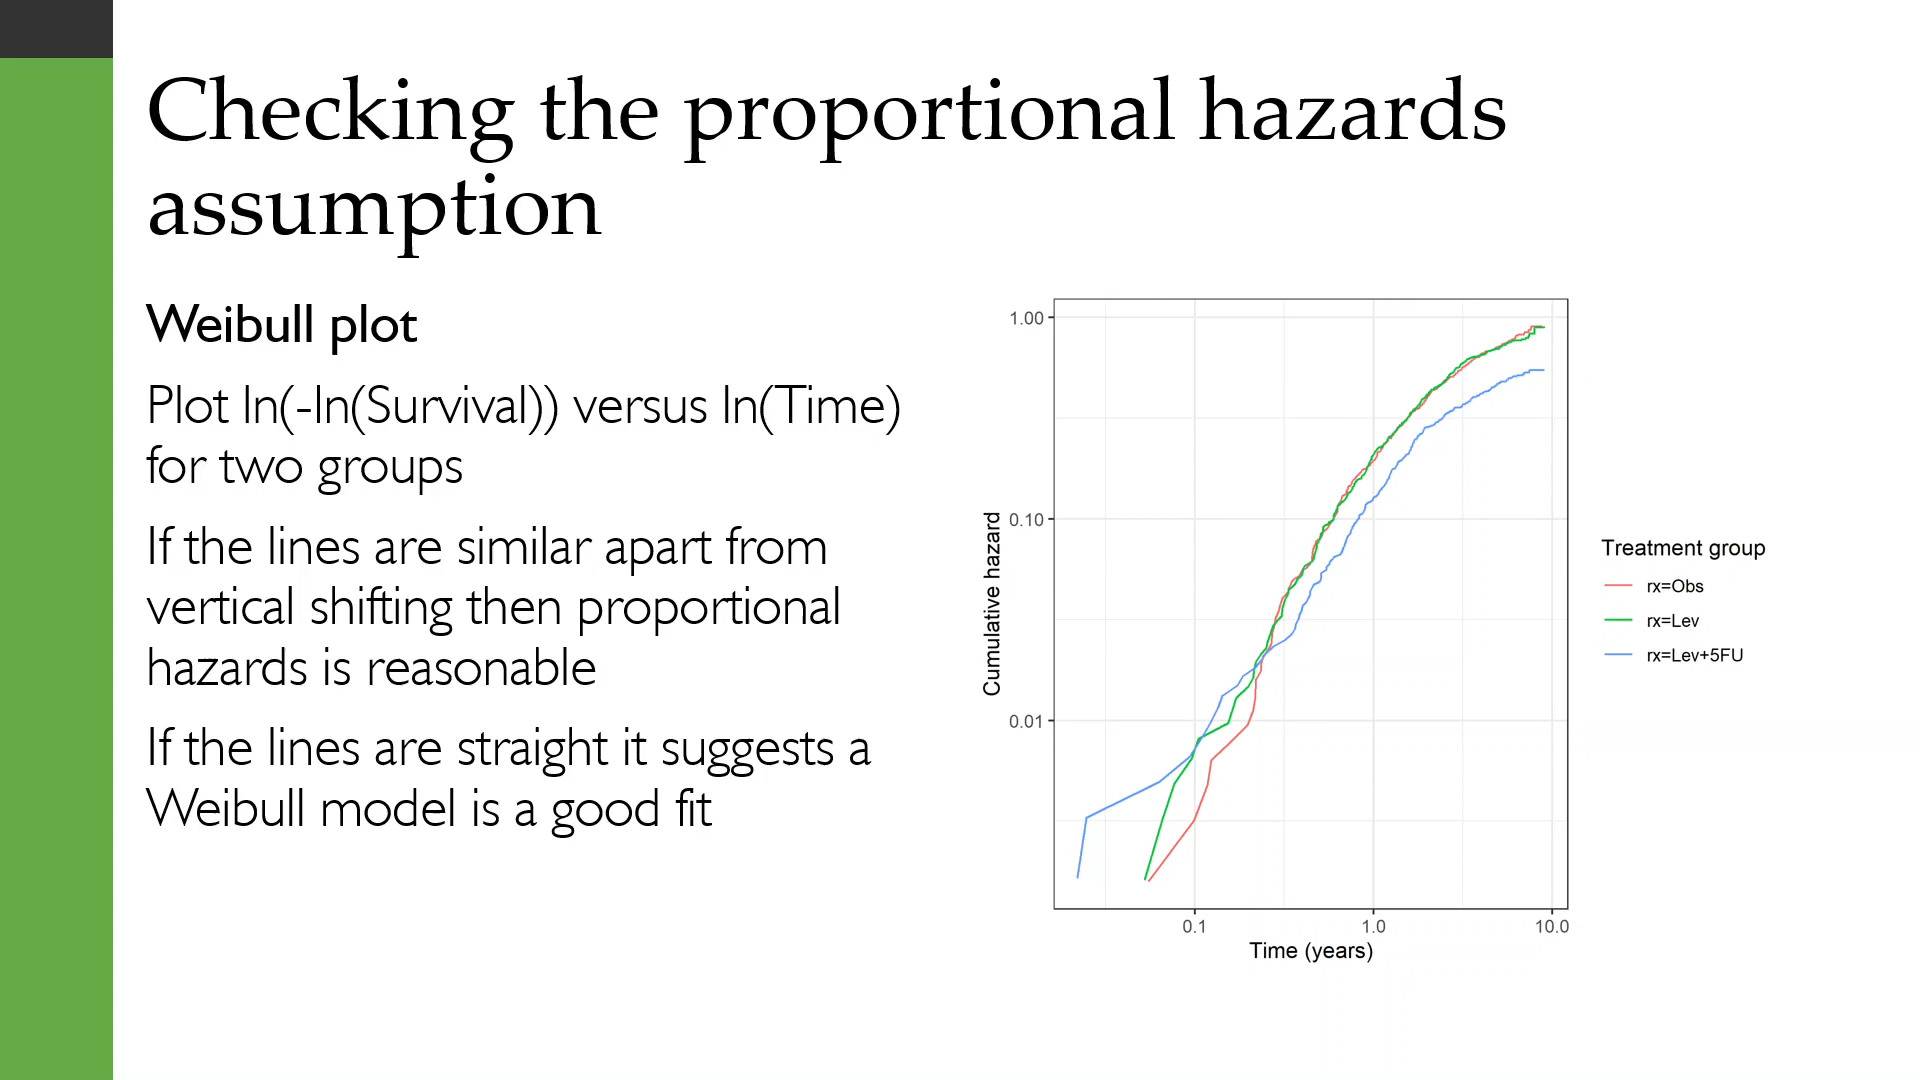 Checking the proportional hazards
assumption
Weibull plot
Plot ln(-ln(Survival)) versus ln(Time)
for two groups
If the lines are similar apart from
vertical shifting then proportional
hazards is reasonable
If the lines are straight it suggests a
Weibull model is a good fit
1.00
0.10
0.01
Cumulative hazard
0.1 1.0 10.0
Time (years)
Treatment group
rx=Obs
rx=Lev
rx=Lev+5FU